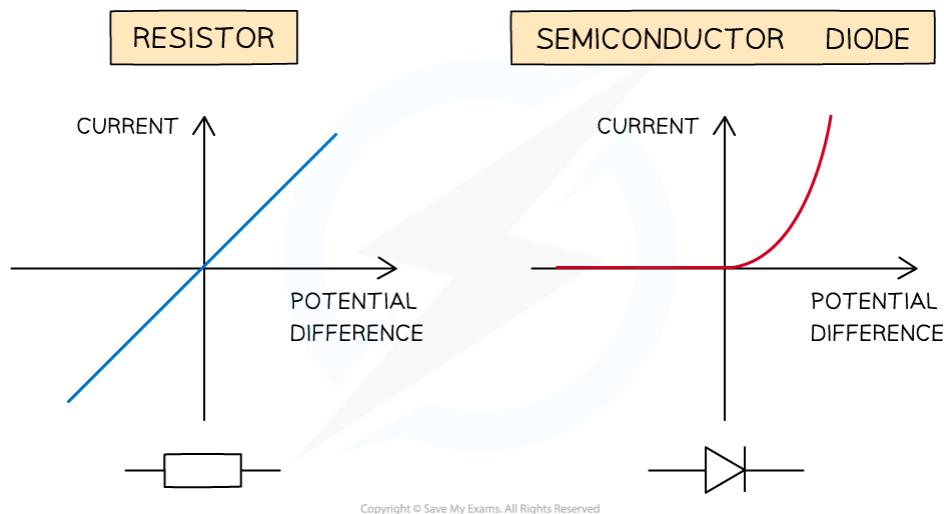 RESISTOR
SEMICONDUCTOR DIODE
CURRENT
POTENTIAL
DIFFERENCE
CURRENT
POTENTIAL
DIFFERENCE
Copyright © Save My Exams. All Rights Reserved